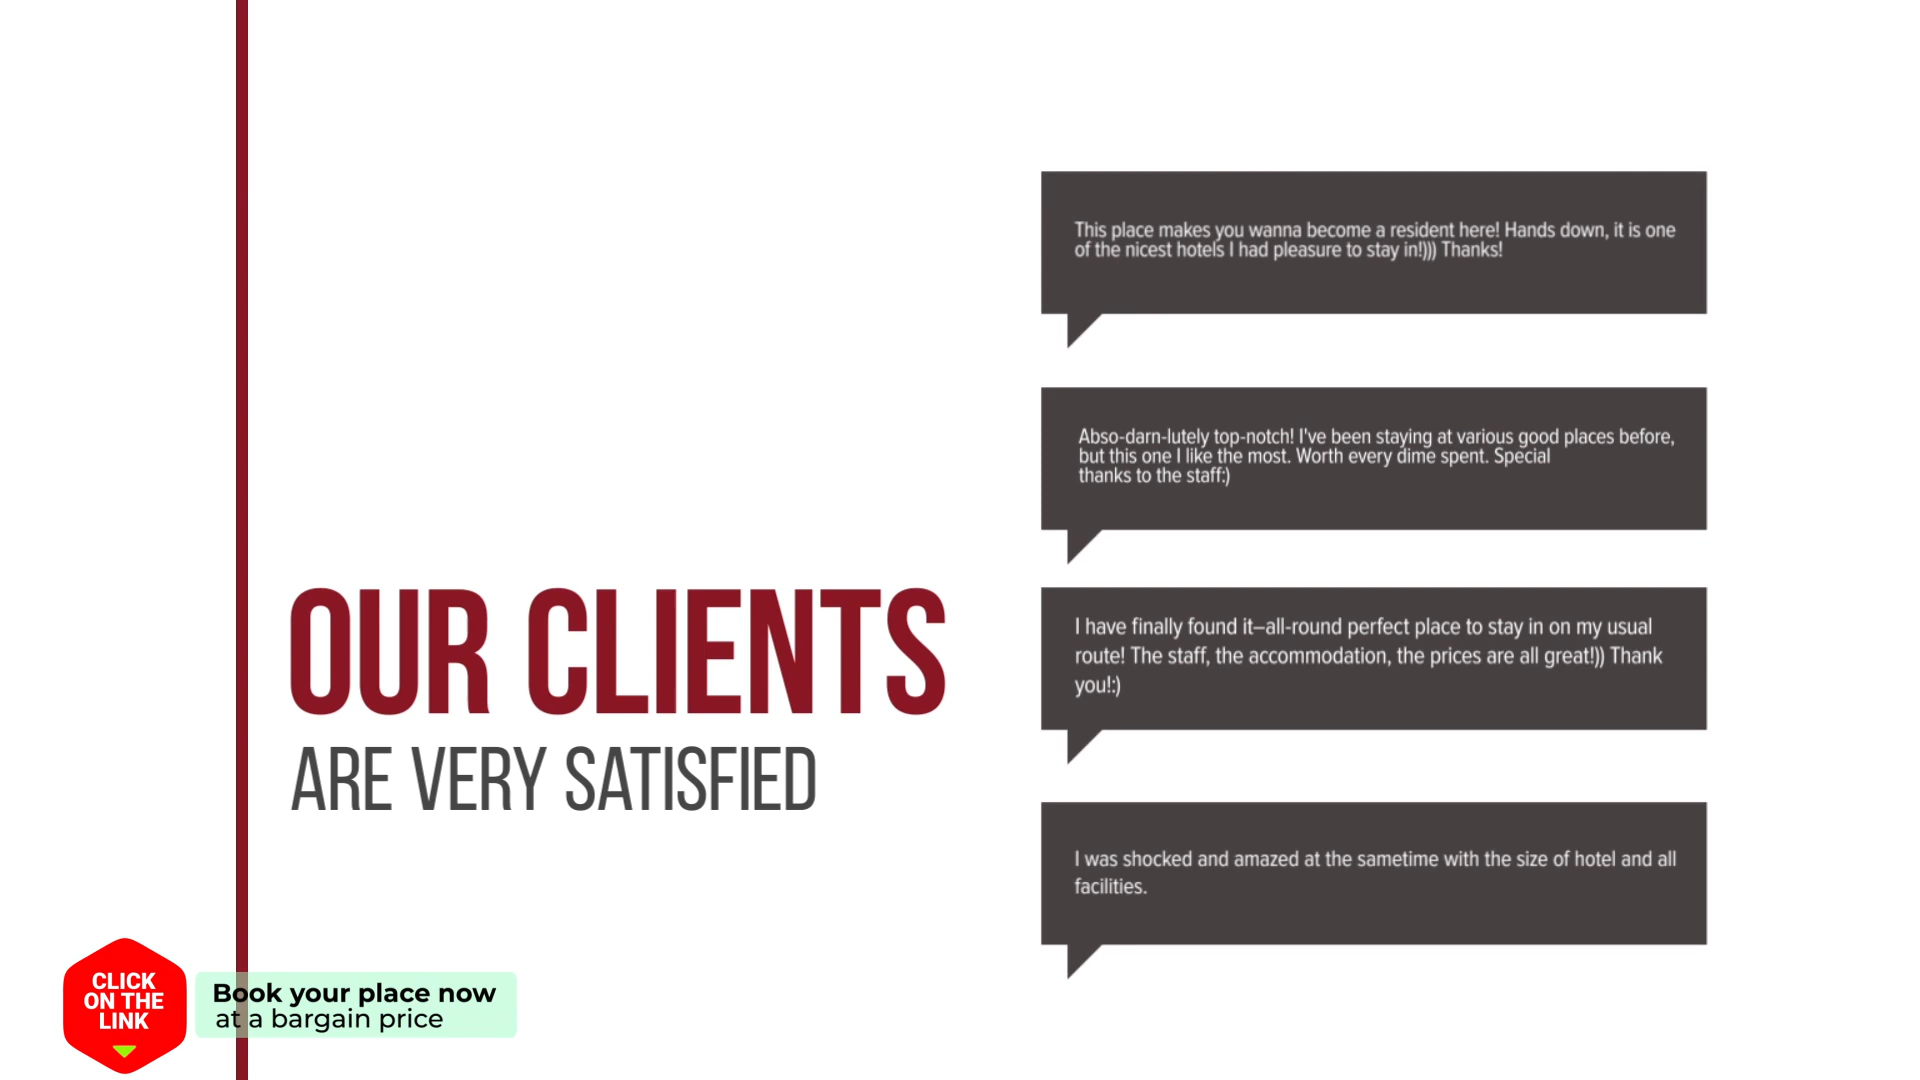 This place makes you wanna become a resident here! Hands down, it is one
of the nicest hotels I had pleasure to stay in!))) Thanks!
Abso-darn-lutely top-notch! I've been staying at various good places before,
but this one I like the most. Worth every dime spent. Special
thanks to the staff:)
OUR CLIENTS
ARE VERY SATISFIED
I have finally found it–all-round perfect place to stay in on my usual
route! The staff, the accommodation, the prices are all great!)) Thank
you!:)
I was shocked and amazed at the sametime with the size of hotel and all
facilities.
CLICK
ON THE
LINK
Book your place now
at a bargain price